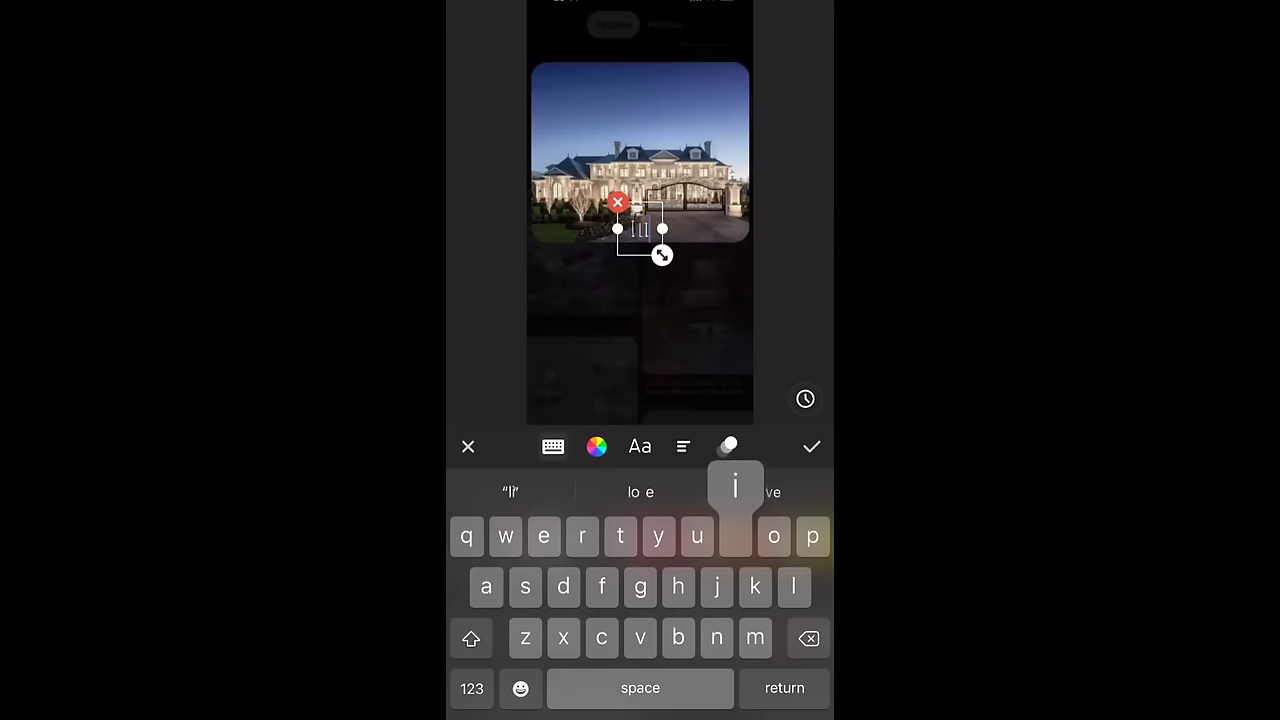 Aa
i
"li"
lo e
ve
q w e r t y u o p
a s d f g h j k l
z x c v b n m
123
space
return